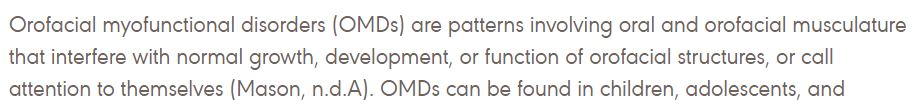 Orofacial myofunctional disorders (OMDs) are patterns involving oral and orofacial musculature
that interfere with normal growth, development, or function of orofacial structures, or call
attention to themselves (Mason, n.d.A). OMDs can be found in children, adolescents, and